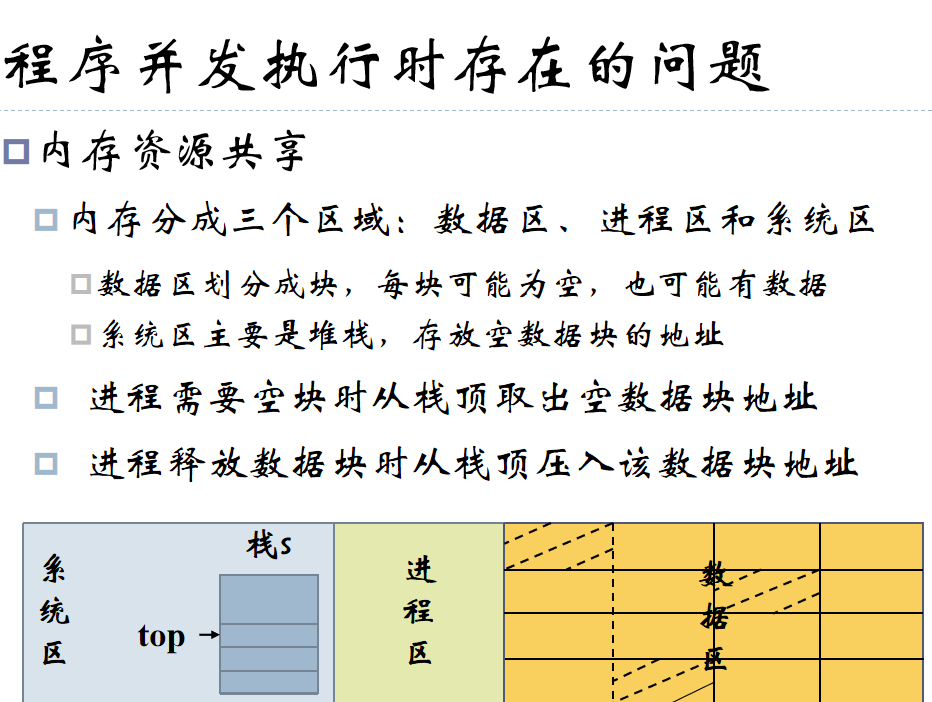 程序并发执行时存在的问题
内存资源共享
内存分成三个区域：数据区、进程区和系统区
数据区划分成块，每块可能为空，也可能有数据
系统区主要是堆栈，存放空数据块的地址
进程需要空块时从栈顶取出空数据块地址
进程释放数据块时从栈顶压入该数据块地址
系统区
栈s
top
进程区
数据区